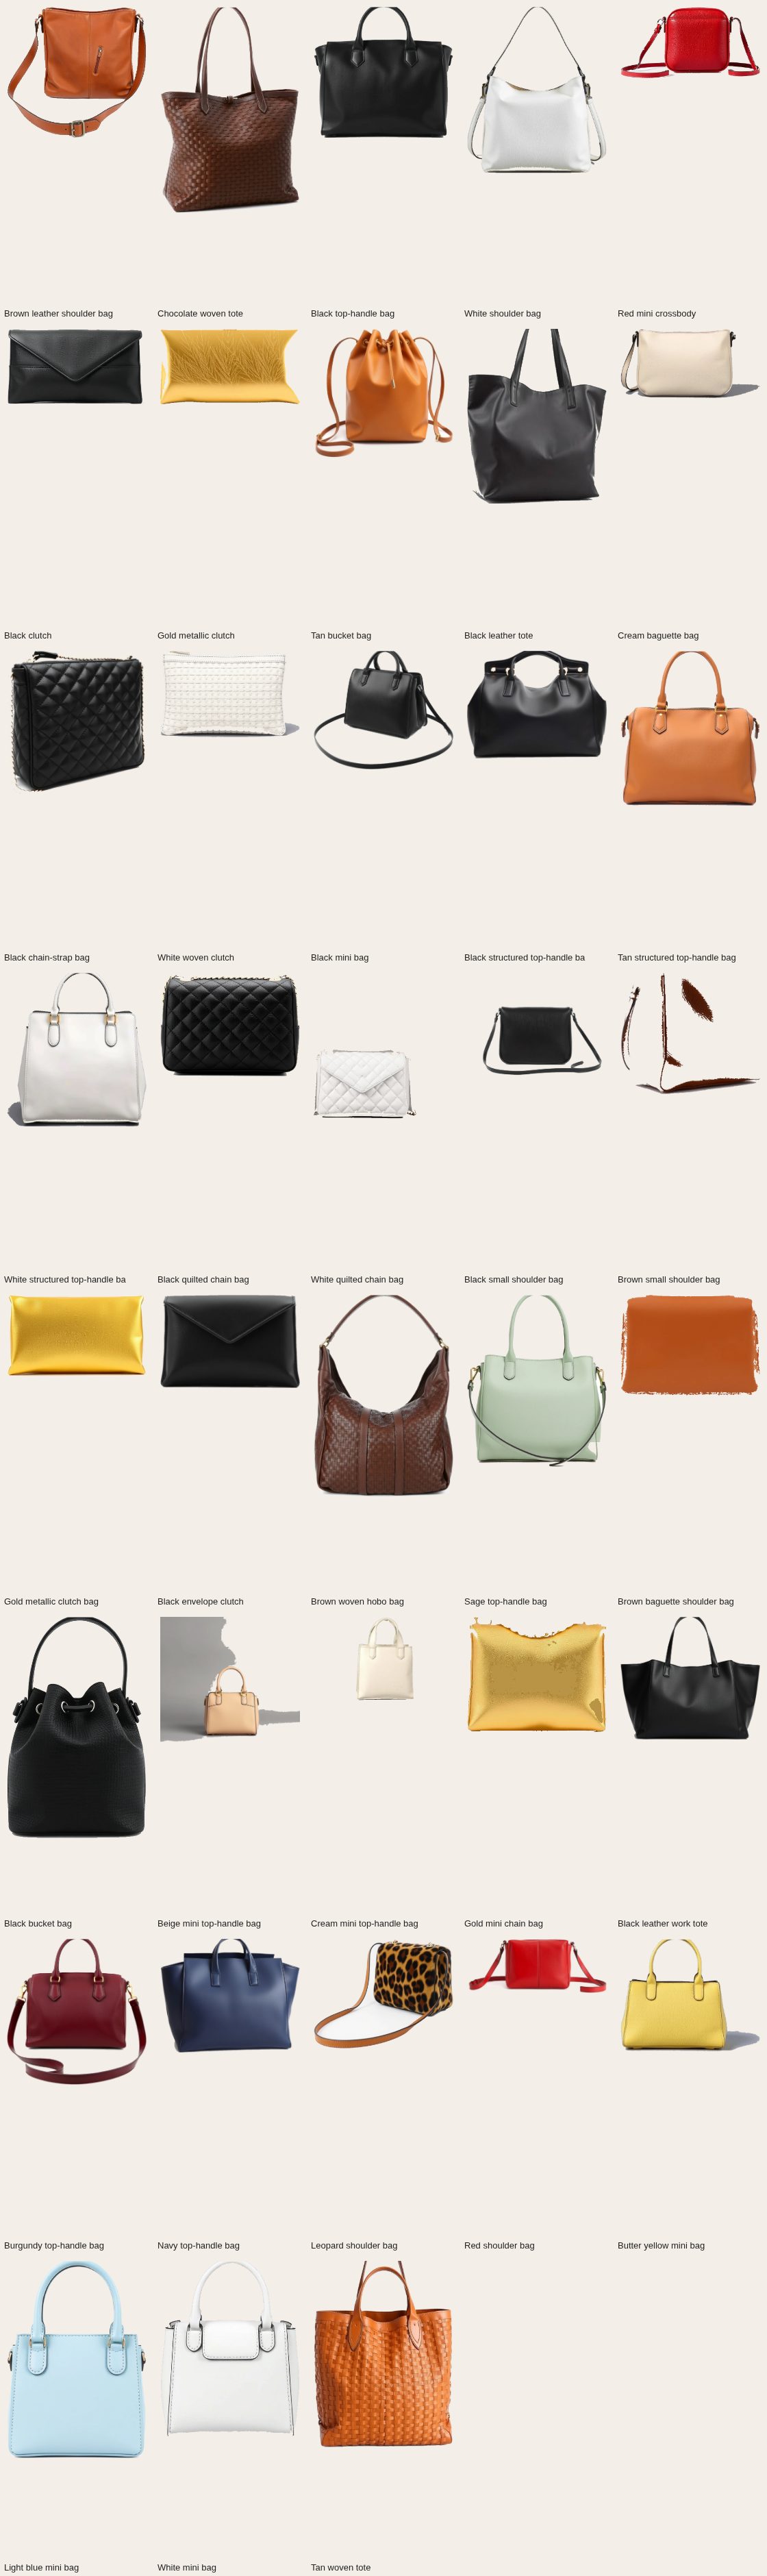 Brown leather shoulder bag
Chocolate woven tote
Black top-handle bag
White shoulder bag
Red mini crossbody
Black clutch
Gold metallic clutch
Tan bucket bag
Black leather tote
Cream baguette bag
Black chain-strap bag
White woven clutch
Black mini bag
Black structured top-handle ba
Tan structured top-handle bag
White structured top-handle ba
Black quilted chain bag
White quilted chain bag
Black small shoulder bag
Brown small shoulder bag
Gold metallic clutch bag
Black envelope clutch
Brown woven hobo bag
Sage top-handle bag
Brown baguette shoulder bag
Black bucket bag
Beige mini top-handle bag
Cream mini top-handle bag
Gold mini chain bag
Black leather work tote
Burgundy top-handle bag
Navy top-handle bag
Leopard shoulder bag
Red shoulder bag
Butter yellow mini bag
Light blue mini bag
White mini bag
Tan woven tote